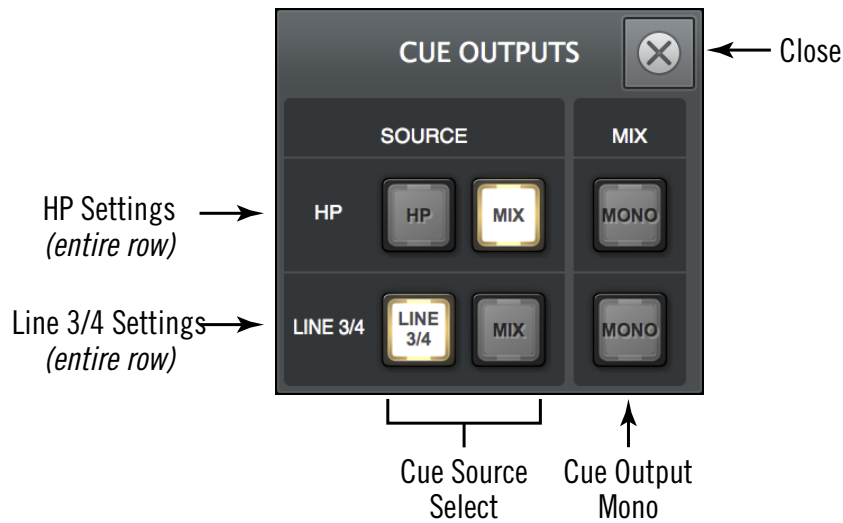 CUE OUTPUTS
Close
SOURCE
MIX
HP Settings
(entire row)
HP
HP
MIX
MONO
Line 3/4 Settings
(entire row)
LINE 3/4
LINE
3/4
MIX
MONO
Cue Source
Select
Cue Output
Mono